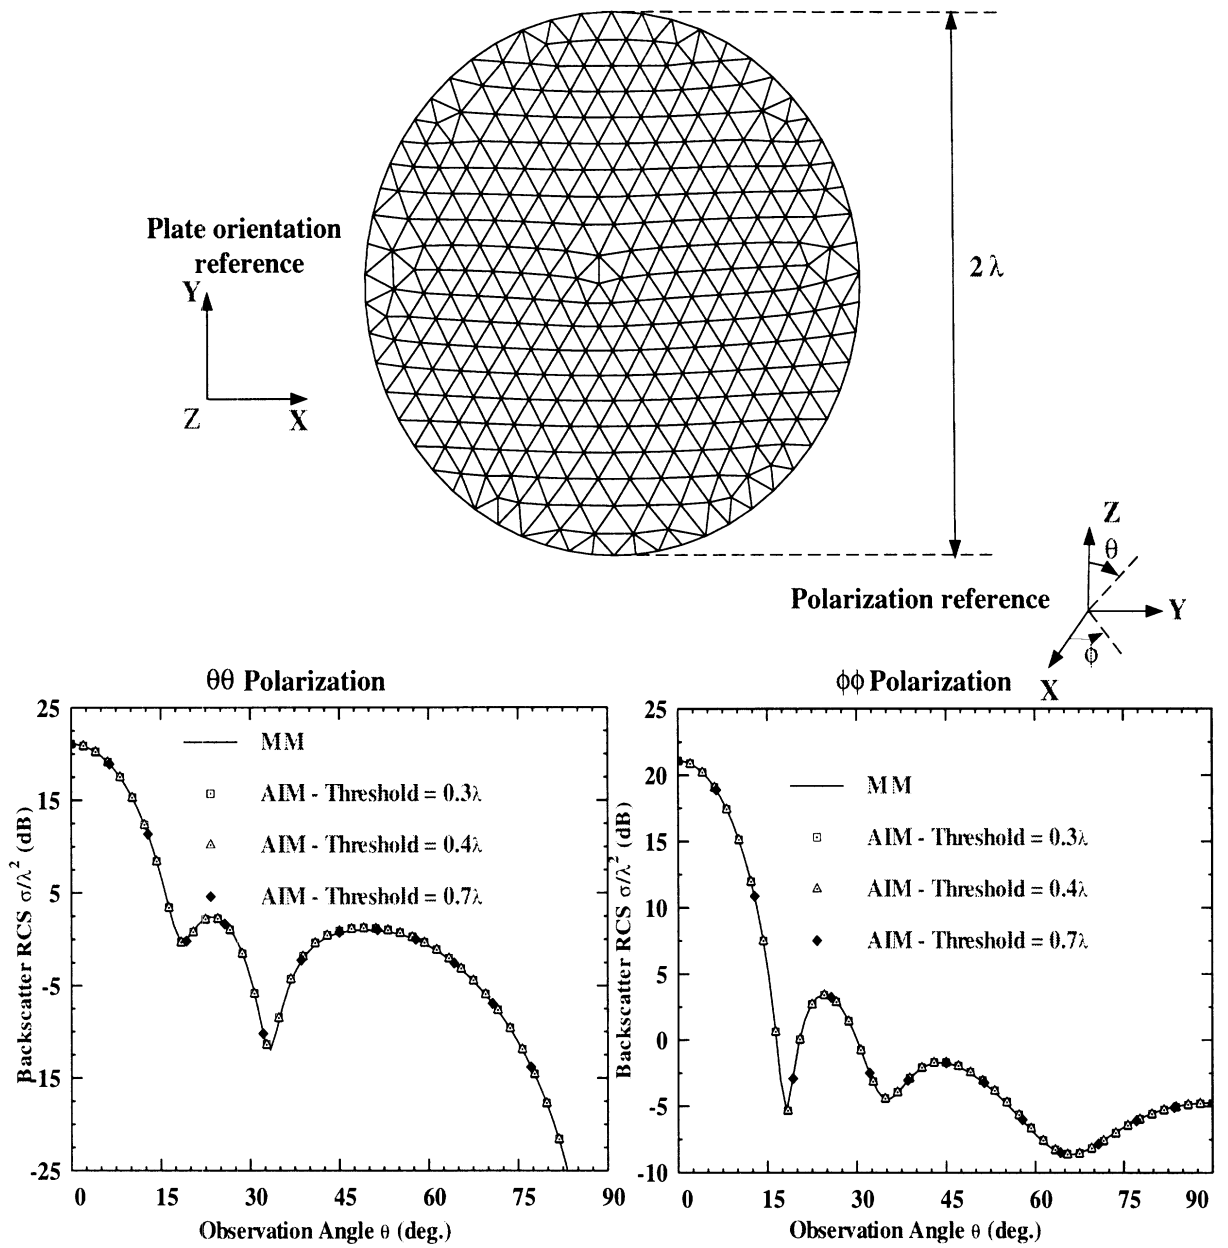 Plate orientation
reference
Y
Z
X
2 λ
Z
θ
Polarization reference
Y
ϕ
X
θθ Polarization
25
15
5
-5
-15
-25
Backscatter RCS σ/λ² (dB)
MM
AIM - Threshold = 0.3λ
AIM - Threshold = 0.4λ
AIM - Threshold = 0.7λ
0 15 30 45 60 75 90
Observation Angle θ (deg.)
ϕϕ Polarization
25
20
15
10
5
0
-5
-10
Backscatter RCS σ/λ² (dB)
MM
AIM - Threshold = 0.3λ
AIM - Threshold = 0.4λ
AIM - Threshold = 0.7λ
0 15 30 45 60 75 90
Observation Angle θ (deg.)